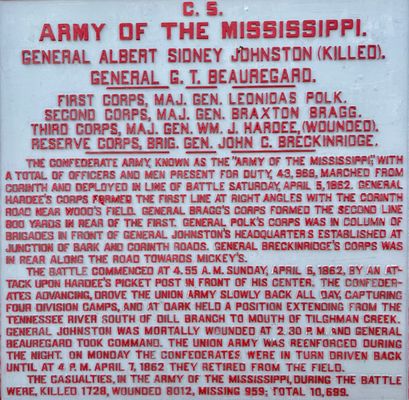 C. S.
ARMY OF THE MISSISSIPPI.
GENERAL ALBERT SIDNEY JOHNSTON (KILLED).
GENERAL G. T. BEAUREGARD.
FIRST CORPS, MAJ. GEN. LEONIDAS POLK.
SECOND CORPS, MAJ. GEN. BRAXTON BRAGG.
THIRD CORPS, MAJ. GEN. WM. J. HARDEE, (WOUNDED).
RESERVE CORPS, BRIG. GEN. JOHN C. BRECKINRIDGE.
THE CONFEDERATE ARMY, KNOWN AS THE "ARMY OF THE MISSISSIPPI," WITH
A TOTAL OF OFFICERS AND MEN PRESENT FOR DUTY, 43,968, MARCHED FROM
CORINTH AND DEPLOYED IN LINE OF BATTLE SATURDAY, APRIL 5, 1862. GENERAL
HARDEE'S CORPS FORMED THE FIRST LINE AT RIGHT ANGLES WITH THE CORINTH
ROAD NEAR WOOD'S FIELD. GENERAL BRAGG'S CORPS FORMED THE SECOND LINE
800 YARDS IN REAR OF THE FIRST. GENERAL POLK'S CORPS WAS IN COLUMN OF
BRIGADES IN FRONT OF GENERAL JOHNSTON'S HEADQUARTERS ESTABLISHED AT
JUNCTION OF BARK AND CORINTH ROADS. GENERAL BRECKINRIDGE'S CORPS WAS
IN REAR ALONG THE ROAD TOWARDS MICKEY'S.
THE BATTLE COMMENCED AT 4.55 A.M. SUNDAY, APRIL 6, 1862, BY AN AT-
TACK UPON HARDEE'S PICKET POST IN FRONT OF HIS CENTER. THE CONFEDER-
ATES ADVANCING, DROVE THE UNION ARMY SLOWLY BACK ALL DAY, CAPTURING
FOUR DIVISION CAMPS, AND AT DARK HELD A POSITION EXTENDING FROM THE
TENNESSEE RIVER SOUTH OF DILL BRANCH TO MOUTH OF TILGHMAN CREEK.
GENERAL JOHNSTON WAS MORTALLY WOUNDED AT 2.30 P.M. AND GENERAL
BEAUREGARD TOOK COMMAND. THE UNION ARMY WAS REENFORCED DURING
THE NIGHT. ON MONDAY THE CONFEDERATES WERE IN TURN DRIVEN BACK
UNTIL AT 4 P.M. APRIL 7, 1862 THEY RETIRED FROM THE FIELD.
THE CASUALTIES, IN THE ARMY OF THE MISSISSIPPI, DURING THE BATTLE
WERE, KILLED 1728, WOUNDED 8012, MISSING 959; TOTAL 10,699.